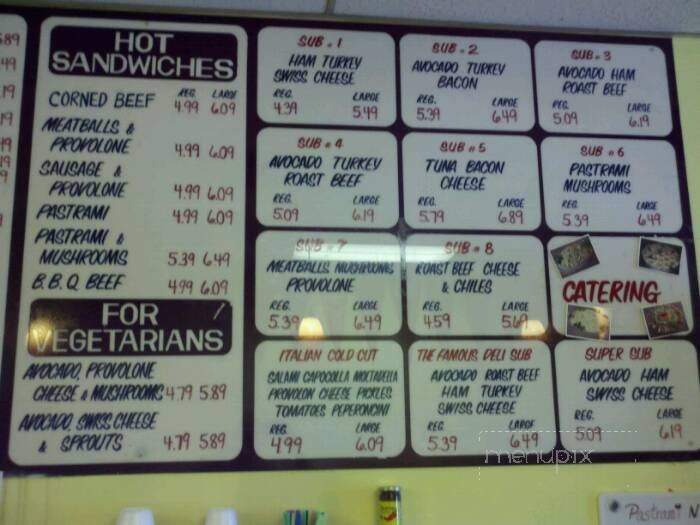 HOT
SANDWICHES
REG. LARGE
CORNED BEEF 4.99 6.09
MEATBALLS &
PROVOLONE 4.99 6.09
SAUSAGE &
PROVOLONE 4.99 6.09
PASTRAMI 4.99 6.09
PASTRAMI &
MUSHROOMS 5.39 6.49
B.B.Q. BEEF 4.99 6.09
FOR
VEGETARIANS
AVOCADO, PROVOLONE
CHEESE & MUSHROOMS 4.79 5.89
AVOCADO, SWISS CHEESE
& SPROUTS 4.79 5.89
SUB # 1
HAM TURKEY
SWISS CHEESE
REG. LARGE
4.39 5.49
SUB # 2
AVOCADO TURKEY
BACON
REG. LARGE
5.39 6.49
SUB # 3
AVOCADO HAM
ROAST BEEF
REG. LARGE
5.09 6.19
SUB # 4
AVOCADO TURKEY
ROAST BEEF
REG. LARGE
5.09 6.19
SUB # 5
TUNA BACON
CHEESE
REG. LARGE
5.79 6.89
SUB # 6
PASTRAMI
MUSHROOMS
REG. LARGE
5.39 6.49
SUB # 7
MEATBALLS MUSHROOMS
PROVOLONE
REG. LARGE
5.39 6.49
SUB # 8
ROAST BEEF CHEESE
& CHILES
REG. LARGE
4.59 5.69
CATERING
ITALIAN COLD CUT
SALAMI CAPOCOLLA MORTADELLA
PROVOLON CHEESE PICKLES
TOMATOES PEPERONCINI
REG. LARGE
4.99 6.09
THE FAMOUS DELI SUB
AVOCADO ROAST BEEF
HAM TURKEY
SWISS CHEESE
REG. LARGE
5.39 6.49
SUPER SUB
AVOCADO HAM
SWISS CHEESE
REG. LARGE
5.09 6.19
menupix
Pastrami